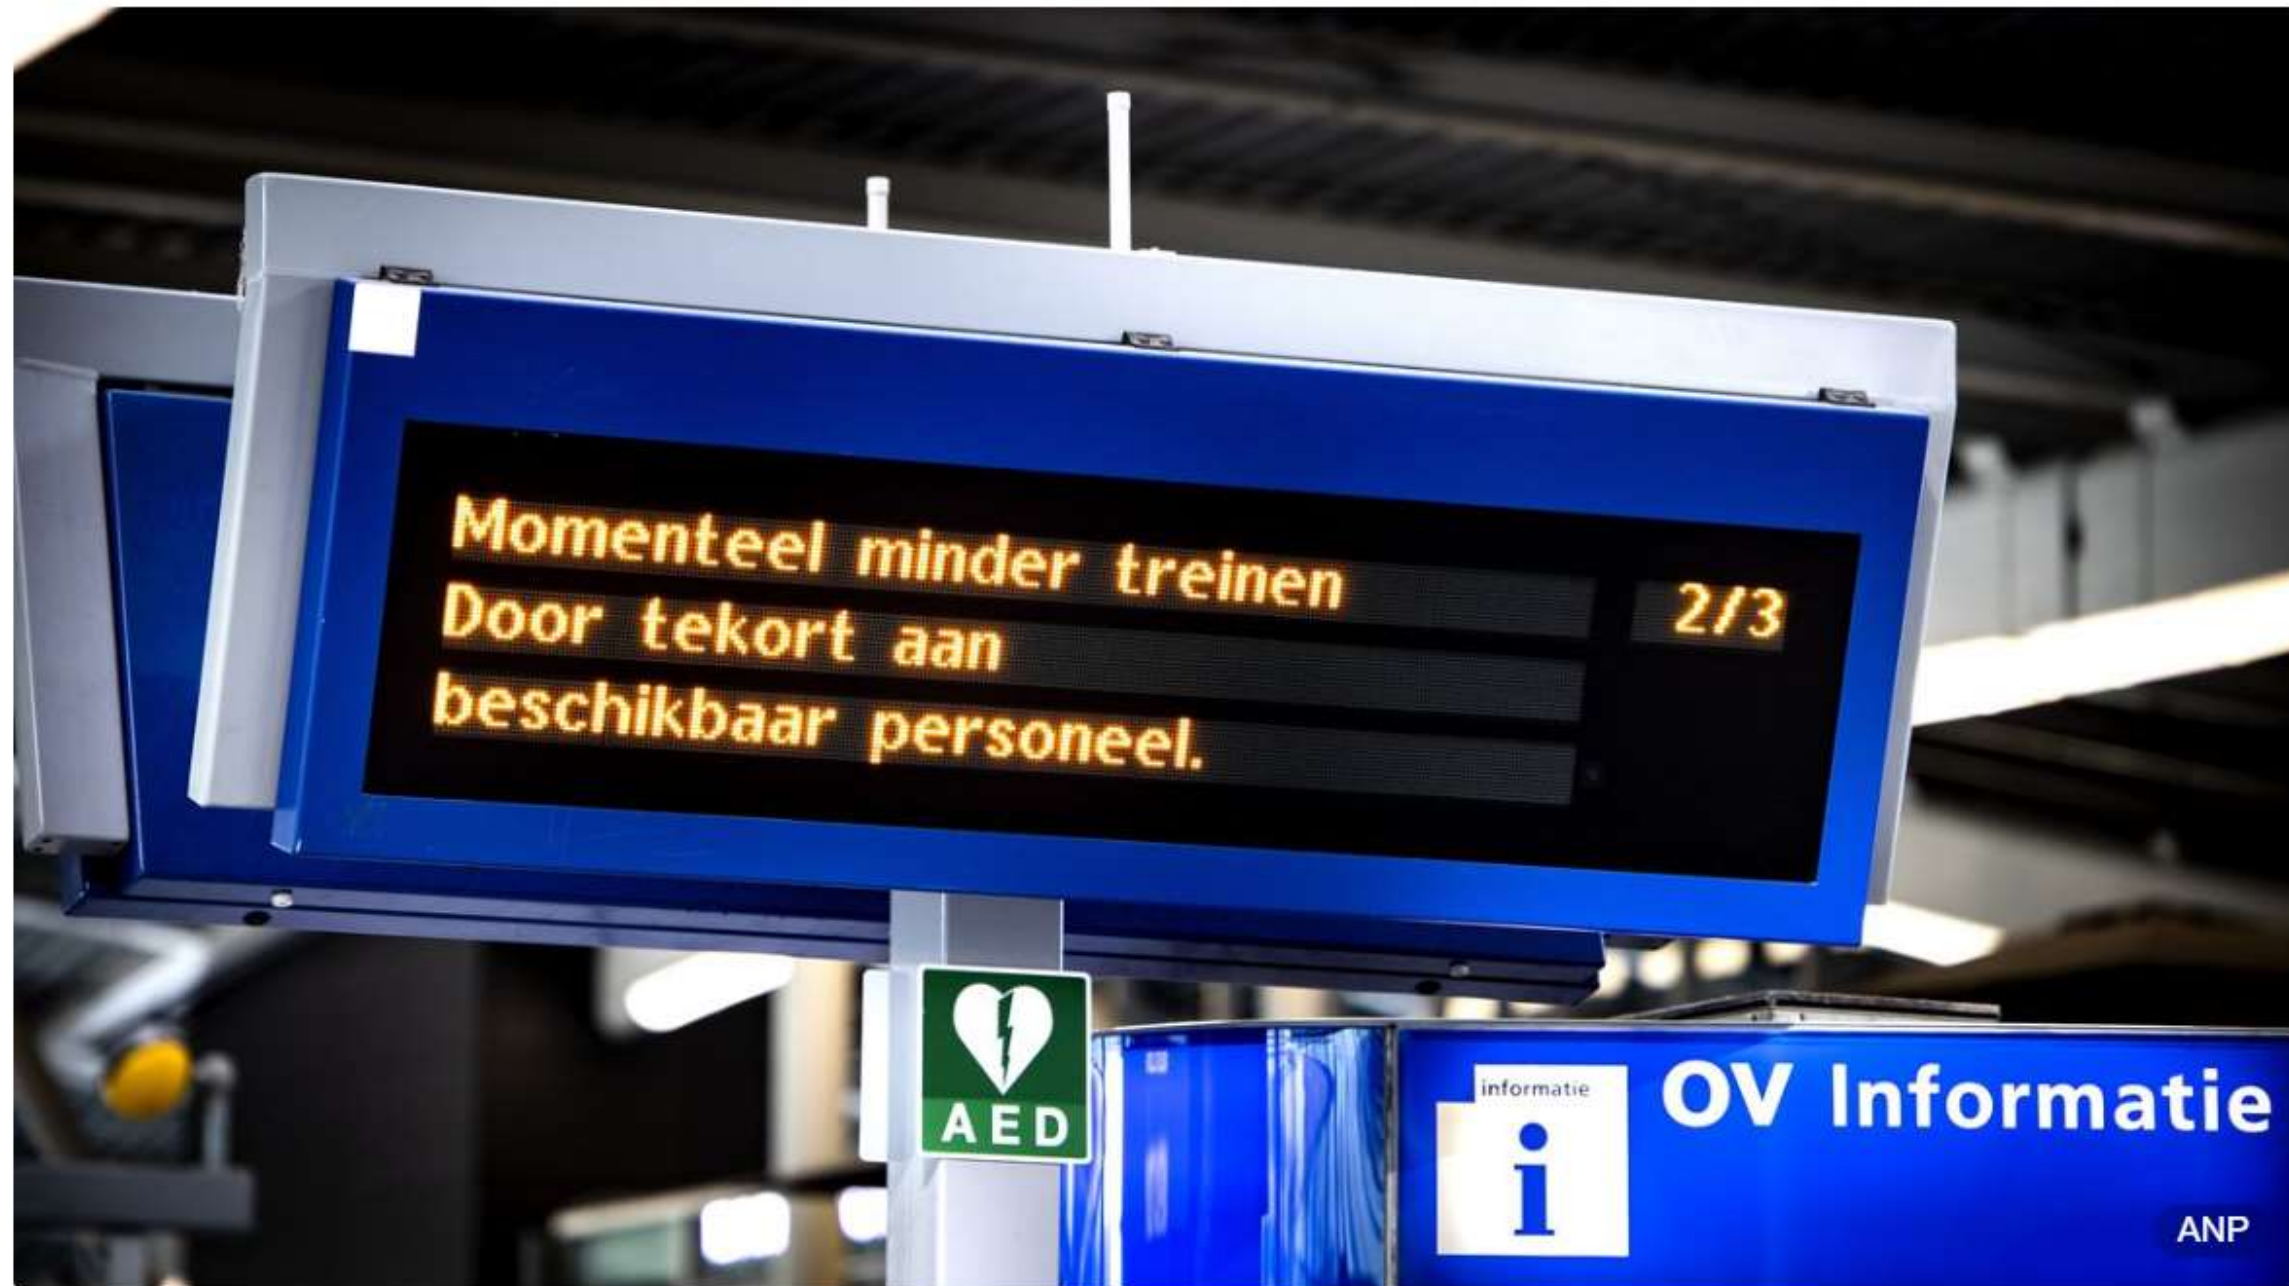 Momenteel minder treinen
2/3
Door tekort aan
beschikbaar personeel.
AED
informatie
i
OV Informatie
ANP